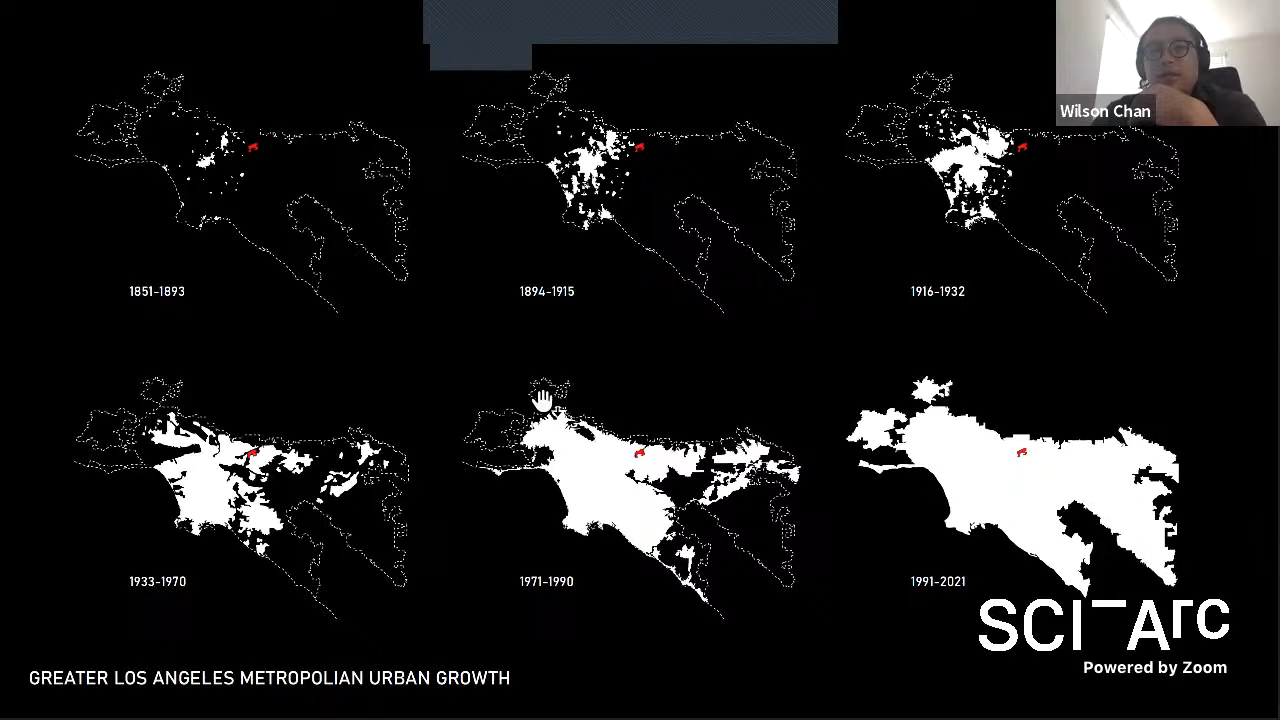 Wilson Chan
1851-1893
1894-1915
1916-1932
1933-1970
1971-1990
1991-2021
SCI-Arc
Powered by Zoom
GREATER LOS ANGELES METROPOLIAN URBAN GROWTH